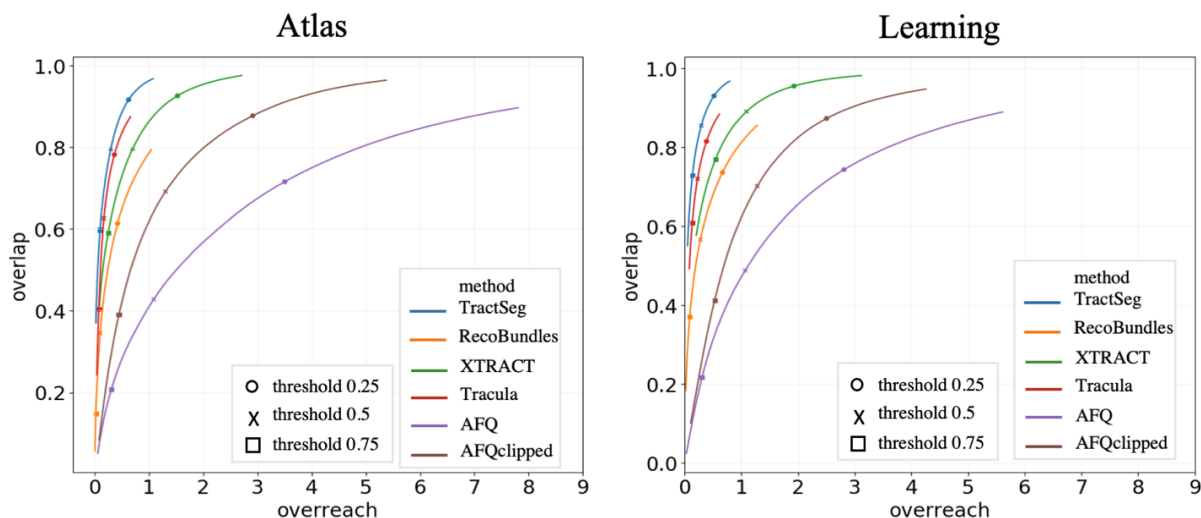 Atlas
1.0
0.8
0.6
0.4
0.2
overlap
0 1 2 3 4 5 6 7 8 9
overreach
method
TractSeg
RecoBundles
XTRACT
Tracula
AFQ
AFQclipped
threshold 0.25
threshold 0.5
threshold 0.75
Learning
1.0
0.8
0.6
0.4
0.2
0.0
overlap
0 1 2 3 4 5 6 7 8 9
overreach
method
TractSeg
RecoBundles
XTRACT
Tracula
AFQ
AFQclipped
threshold 0.25
threshold 0.5
threshold 0.75